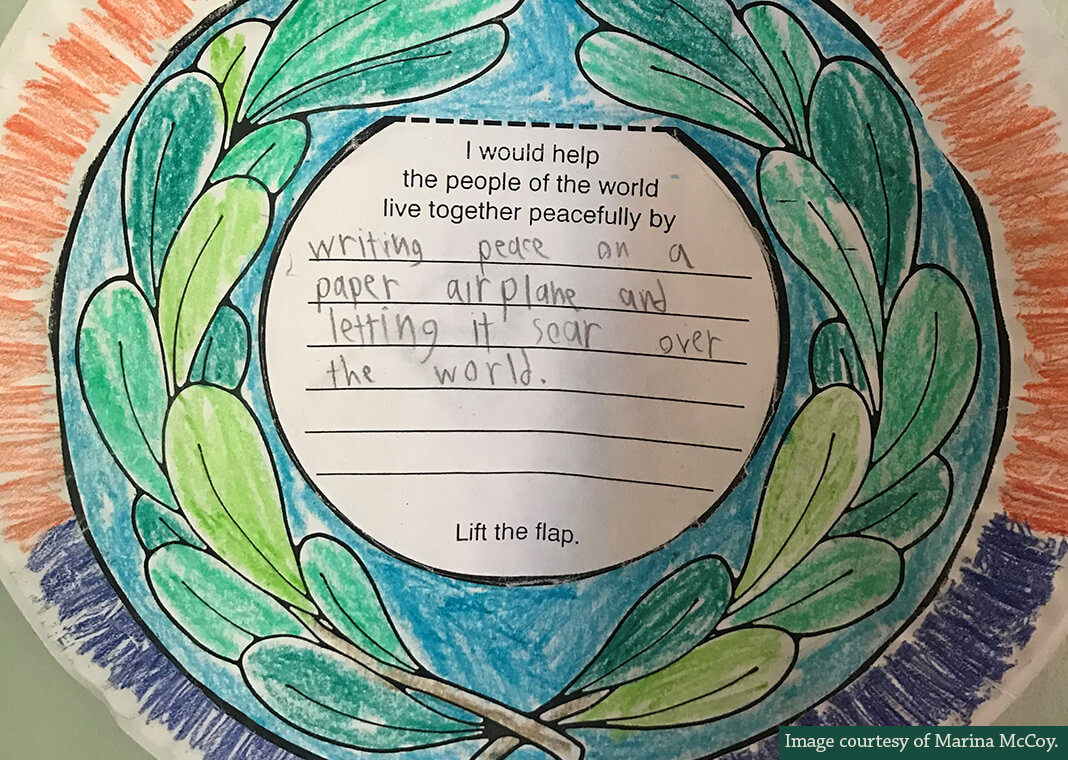 I would help
the people of the world
live together peacefully by
writing peace on a
paper airplane and
letting it soar over
the world.
Lift the flap.
Image courtesy of Marina McCoy.